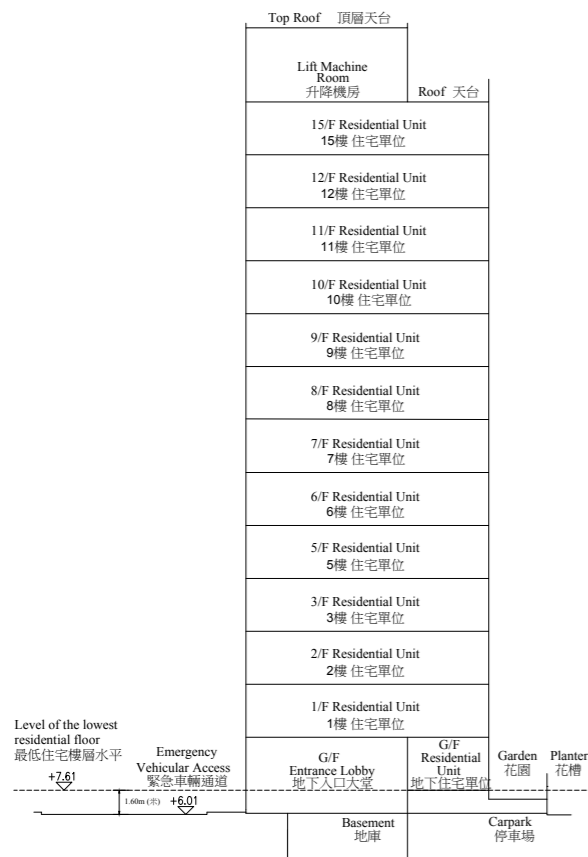 Top Roof 頂層天台
Lift Machine
Room
升降機房
Roof 天台
15/F Residential Unit
15樓 住宅單位
12/F Residential Unit
12樓 住宅單位
11/F Residential Unit
11樓 住宅單位
10/F Residential Unit
10樓 住宅單位
9/F Residential Unit
9樓 住宅單位
8/F Residential Unit
8樓 住宅單位
7/F Residential Unit
7樓 住宅單位
6/F Residential Unit
6樓 住宅單位
5/F Residential Unit
5樓 住宅單位
3/F Residential Unit
3樓 住宅單位
2/F Residential Unit
2樓 住宅單位
1/F Residential Unit
1樓 住宅單位
Level of the lowest
residential floor
最低住宅樓層水平
+7.61
Emergency
Vehicular Access
緊急車輛通道
1.60m (米)
+6.01
G/F
Entrance Lobby
地下入口大堂
G/F
Residential
Unit
地下住宅單位
Garden
花園
Planter
花槽
Basement
地庫
Carpark
停車場